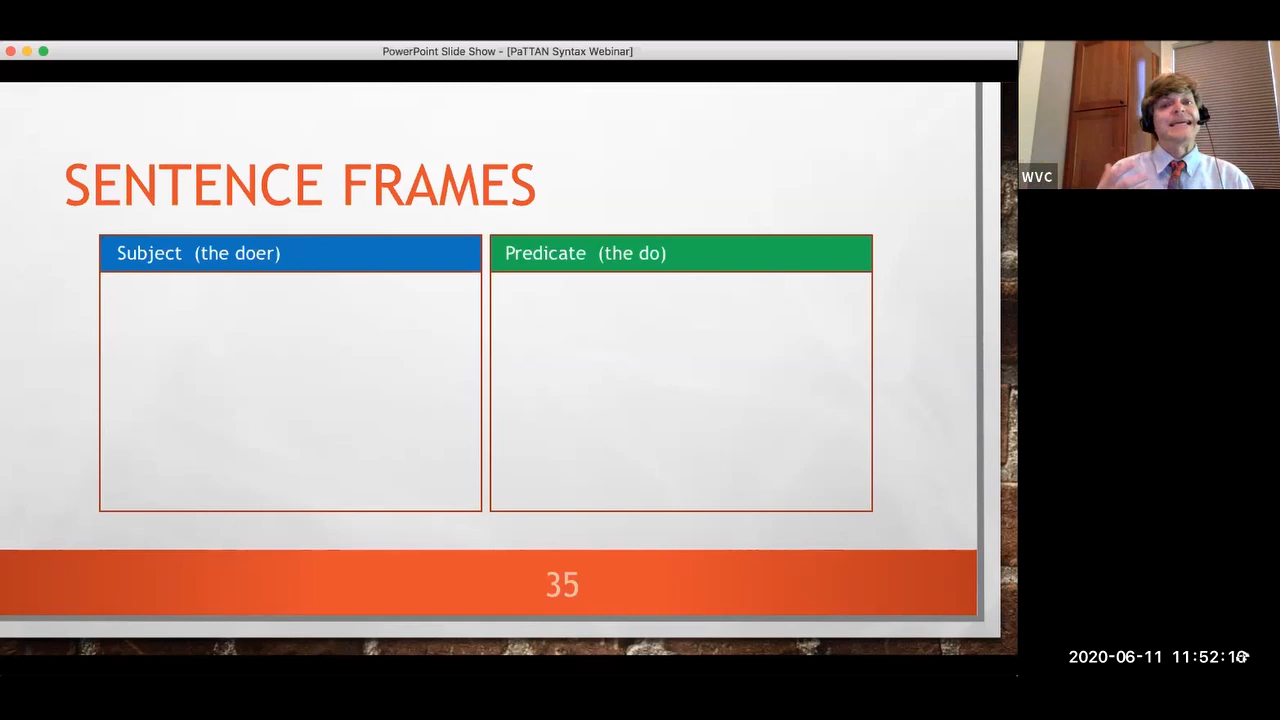 PowerPoint Slide Show - [PaTTAN Syntax Webinar]
SENTENCE FRAMES
Subject (the doer)
Predicate (the do)
35
WVC
2020-06-11 11:52: